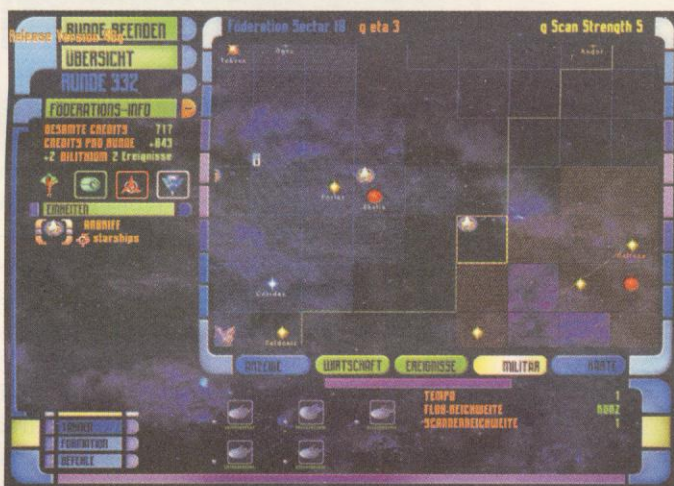 RUNDE BEENDEN
Release Version
ÜBERSICHT
RUNDE 332
FÖDERATIONS-INFO
GESAMTE CREDITS 717
CREDITS PRO RUNDE +843
+2 DILITHIUM 2 Ereignisse
EINHEITEN
ANGRIFF
starships
TARNEN
FORMATION
BEFEHLE
Föderation Sector 18 q eta 3 q Scan Strength 5
ANZEIGE WIRTSCHAFT EREIGNISSE MILITÄR KARTE
TEMPO 1
FLUG-REICHWEITE KURZ
SCANNERREICHWEITE 1